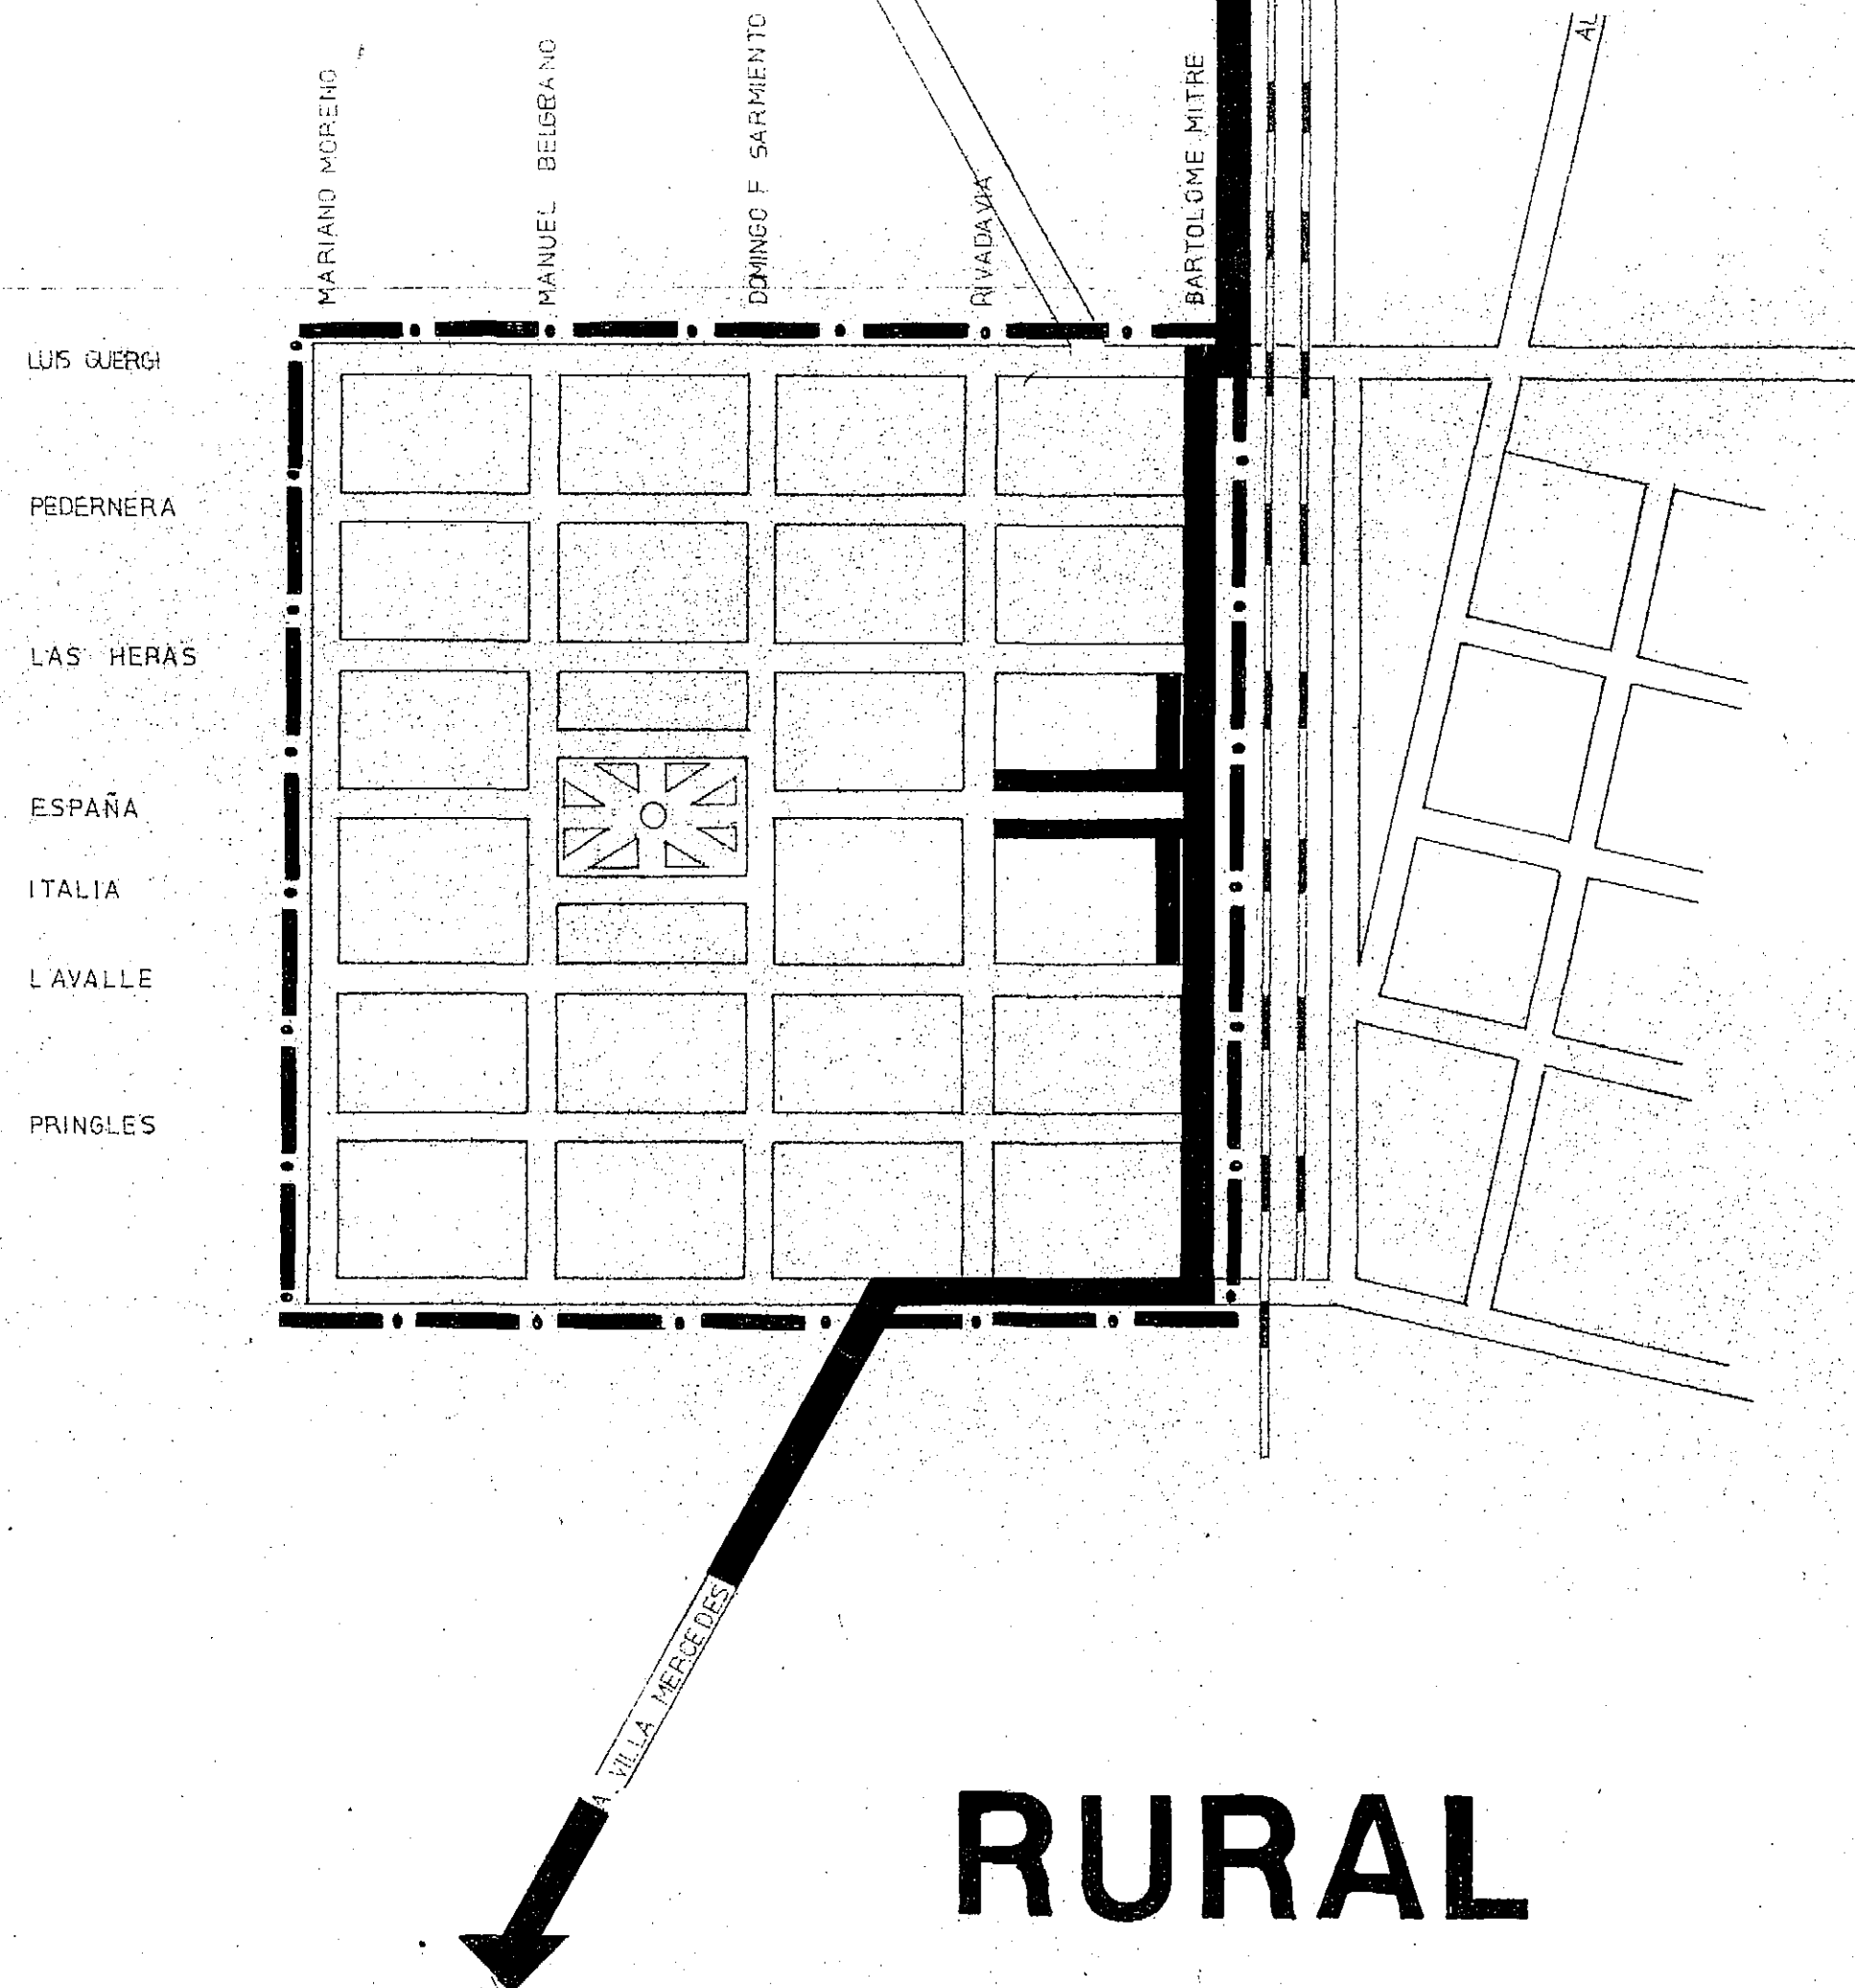 AL
MARIANO MORENO
MANUEL BELGRANO
DOMINGO F SARMIENTO
RIVADAVIA
BARTOLOME MITRE
LUIS GUERGI
PEDERNERA
LAS HERAS
ESPAÑA
ITALIA
LAVALLE
PRINGLES
A. VILLA MERCEDES
RURAL